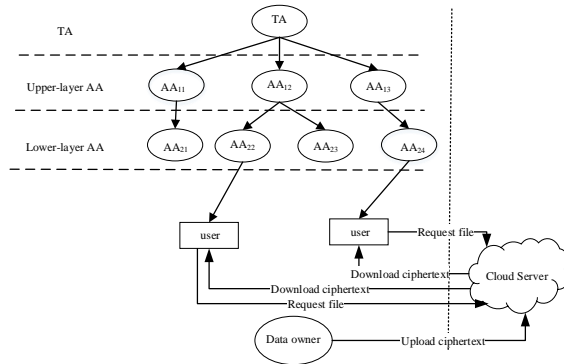 TA
TA
Upper-layer AA
AA11
AA12
AA13
Lower-layer AA
AA21
AA22
AA23
AA24
user
user
Request file
Download ciphertext
Cloud Server
Download ciphertext
Request file
Data owner
Upload ciphertext